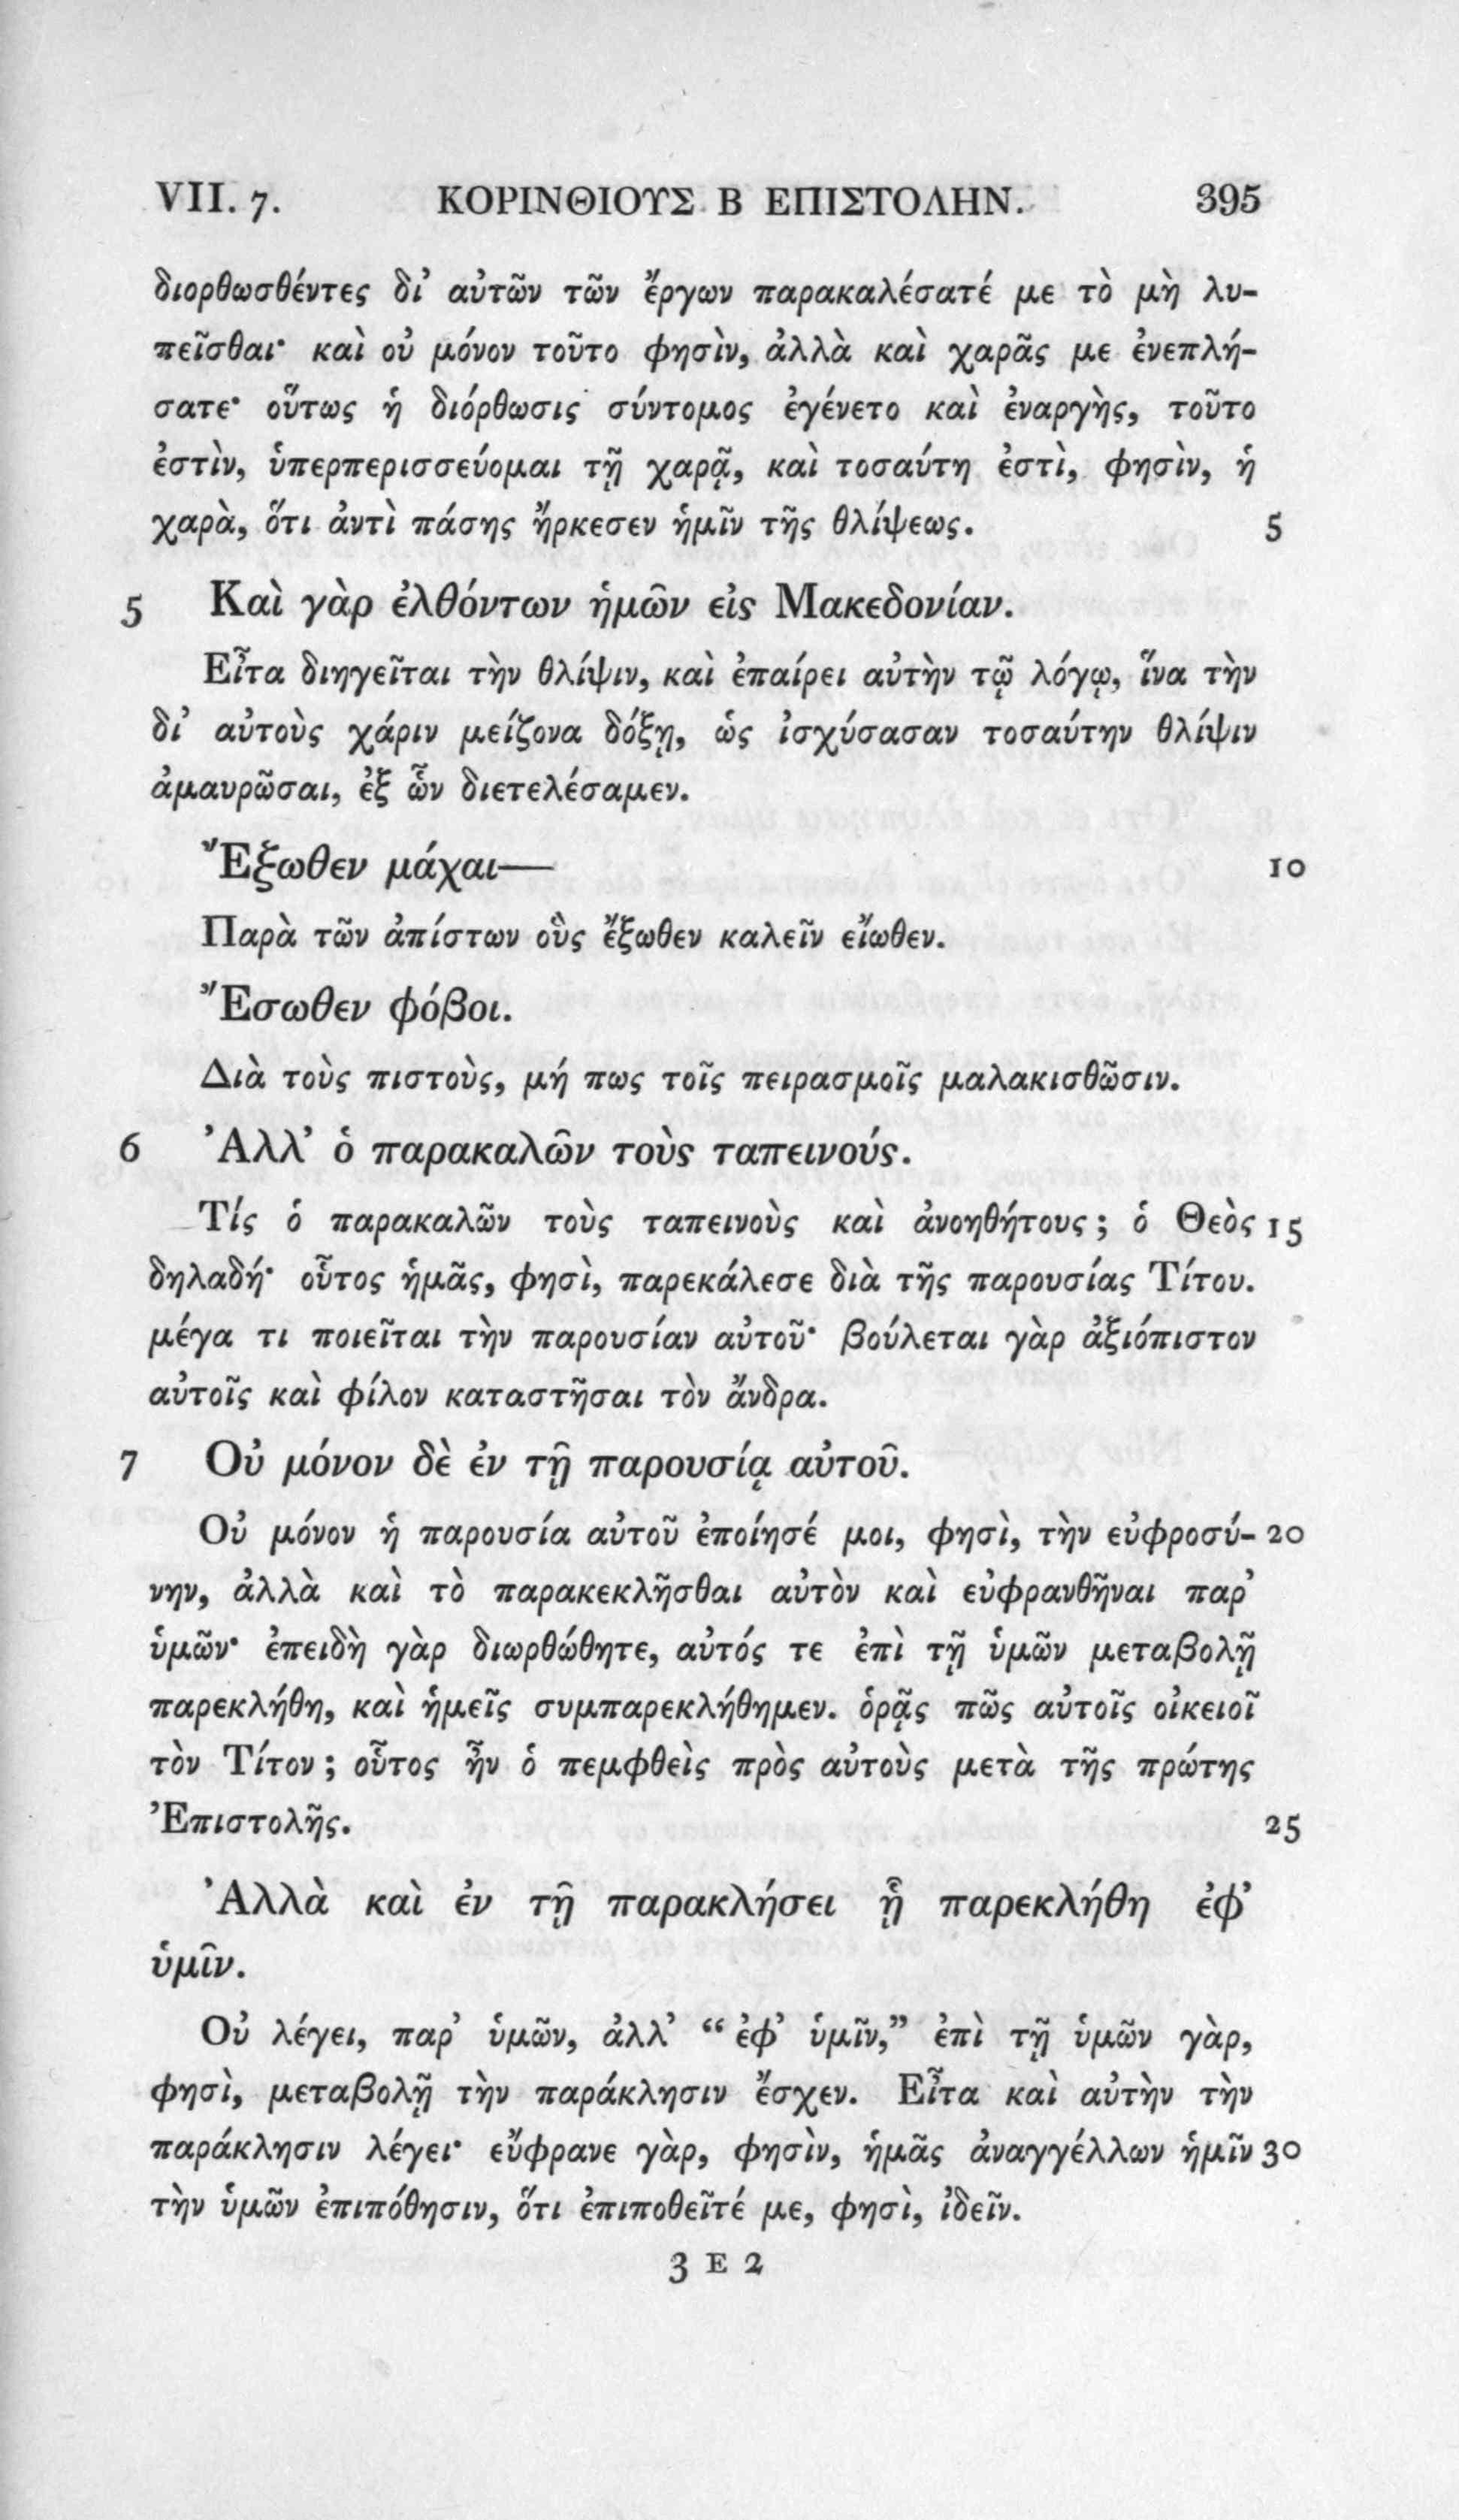 VII. 7. ΚΟΡΙΝΘΙΟΥΣ Β ΕΠΙΣΤΟΛΗΝ. 395
διορθωσθέντες δι’ αὐτῶν τῶν ἔργων παρακαλέσατέ με τὸ μὴ λυ-
πεῖσθαι· καὶ οὐ μόνον τοῦτο φησὶν, ἀλλὰ καὶ χαρᾶς με ἐνεπλή-
σατε· οὕτως ἡ διόρθωσις σύντομος ἐγένετο καὶ ἐναργὴς, τοῦτο
ἐστὶν, ὑπερπερισσεύομαι τῇ χαρᾷ, καὶ τοσαύτη ἐστὶ, φησὶν, ἡ
χαρὰ, ὅτι ἀντὶ πάσης ἤρκεσεν ἡμῖν τῆς θλίψεως. 5
5 Καὶ γὰρ ἐλθόντων ἡμῶν εἰς Μακεδονίαν.
Εἶτα διηγεῖται τὴν θλίψιν, καὶ ἐπαίρει αὐτὴν τῷ λόγῳ, ἵνα τὴν
δι’ αὐτοὺς χάριν μείζονα δόξῃ, ὡς ἰσχύσασαν τοσαύτην θλίψιν
ἀμαυρῶσαι, ἐξ ὧν διετελέσαμεν.
Ἔξωθεν μάχαι— 10
Παρὰ τῶν ἀπίστων οὓς ἔξωθεν καλεῖν εἴωθεν.
Ἔσωθεν φόβοι.
Διὰ τοὺς πιστοὺς, μή πως τοῖς πειρασμοῖς μαλακισθῶσιν.
6 Ἀλλ’ ὁ παρακαλῶν τοὺς ταπεινούς.
Τίς ὁ παρακαλῶν τοὺς ταπεινοὺς καὶ ἀνοηθήτους; ὁ Θεὸς 15
δηλαδή· οὗτος ἡμᾶς, φησὶ, παρεκάλεσε διὰ τῆς παρουσίας Τίτου.
μέγα τι ποιεῖται τὴν παρουσίαν αὐτοῦ· βούλεται γὰρ ἀξιόπιστον
αὐτοῖς καὶ φίλον καταστῆσαι τὸν ἄνδρα.
7 Οὐ μόνον δὲ ἐν τῇ παρουσίᾳ αὐτοῦ.
Οὐ μόνον ἡ παρουσία αὐτοῦ ἐποίησέ μοι, φησὶ, τὴν εὐφροσύ- 20
νην, ἀλλὰ καὶ τὸ παρακεκλῆσθαι αὐτὸν καὶ εὐφρανθῆναι παρ’
ὑμῶν· ἐπειδὴ γὰρ διωρθώθητε, αὐτός τε ἐπὶ τῇ ὑμῶν μεταβολῇ
παρεκλήθη, καὶ ἡμεῖς συμπαρεκλήθημεν. ὁρᾷς πῶς αὐτοῖς οἰκειοῖ
τὸν Τίτον; οὗτος ἦν ὁ πεμφθεὶς πρὸς αὐτοὺς μετὰ τῆς πρώτης
Ἐπιστολῆς. 25
Ἀλλὰ καὶ ἐν τῇ παρακλήσει ᾗ παρεκλήθη ἐφ’
ὑμῖν.
Οὐ λέγει, παρ’ ὑμῶν, ἀλλ’ “ ἐφ’ ὑμῖν,” ἐπὶ τῇ ὑμῶν γὰρ,
φησὶ, μεταβολῇ τὴν παράκλησιν ἔσχεν. Εἶτα καὶ αὐτὴν τὴν
παράκλησιν λέγει· εὔφρανε γὰρ, φησὶν, ἡμᾶς ἀναγγέλλων ἡμῖν 30
τὴν ὑμῶν ἐπιπόθησιν, ὅτι ἐπιποθεῖτέ με, φησὶ, ἰδεῖν.
3 E 2